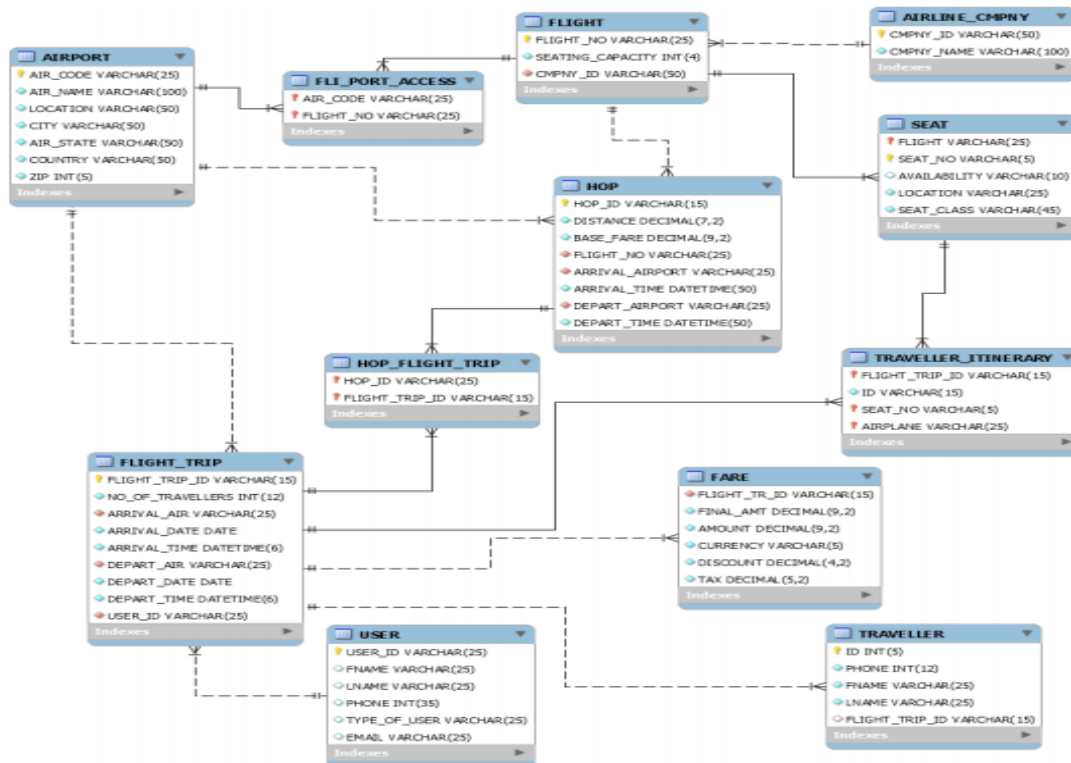 AIRPORT
AIR_CODE VARCHAR(25)
AIR_NAME VARCHAR(100)
LOCATION VARCHAR(50)
CITY VARCHAR(50)
AIR_STATE VARCHAR(50)
COUNTRY VARCHAR(50)
ZIP INT(5)
Indexes
FLI_PORT_ACCESS
AIR_CODE VARCHAR(25)
FLIGHT_NO VARCHAR(25)
Indexes
FLIGHT
FLIGHT_NO VARCHAR(25)
SEATING_CAPACITY INT(4)
CMPNY_ID VARCHAR(50)
Indexes
AIRLINE_CMPNY
CMPNY_ID VARCHAR(50)
CMPNY_NAME VARCHAR(100)
Indexes
SEAT
FLIGHT VARCHAR(25)
SEAT_NO VARCHAR(5)
AVAILABILITY VARCHAR(10)
LOCATION VARCHAR(25)
SEAT_CLASS VARCHAR(45)
Indexes
HOP
HOP_ID VARCHAR(15)
DISTANCE DECIMAL(7,2)
BASE_FARE DECIMAL(9,2)
FLIGHT_NO VARCHAR(25)
ARRIVAL_AIRPORT VARCHAR(25)
ARRIVAL_TIME DATETIME(50)
DEPART_AIRPORT VARCHAR(25)
DEPART_TIME DATETIME(50)
Indexes
HOP_FLIGHT_TRIP
HOP_ID VARCHAR(25)
FLIGHT_TRIP_ID VARCHAR(15)
Indexes
TRAVELLER_ITINERARY
FLIGHT_TRIP_ID VARCHAR(15)
ID VARCHAR(15)
SEAT_NO VARCHAR(5)
AIRPLANE VARCHAR(25)
Indexes
FLIGHT_TRIP
FLIGHT_TRIP_ID VARCHAR(15)
NO_OF_TRAVELLERS INT(12)
ARRIVAL_AIR VARCHAR(25)
ARRIVAL_DATE DATE
ARRIVAL_TIME DATETIME(6)
DEPART_AIR VARCHAR(25)
DEPART_DATE DATE
DEPART_TIME DATETIME(6)
USER_ID VARCHAR(25)
Indexes
FARE
FLIGHT_TR_ID VARCHAR(15)
FINAL_AMT DECIMAL(9,2)
AMOUNT DECIMAL(9,2)
CURRENCY VARCHAR(5)
DISCOUNT DECIMAL(4,2)
TAX DECIMAL(5,2)
Indexes
USER
USER_ID VARCHAR(25)
FNAME VARCHAR(25)
LNAME VARCHAR(25)
PHONE INT(35)
TYPE_OF_USER VARCHAR(25)
EMAIL VARCHAR(25)
Indexes
TRAVELLER
ID INT(5)
PHONE INT(12)
FNAME VARCHAR(25)
LNAME VARCHAR(25)
FLIGHT_TRIP_ID VARCHAR(15)
Indexes